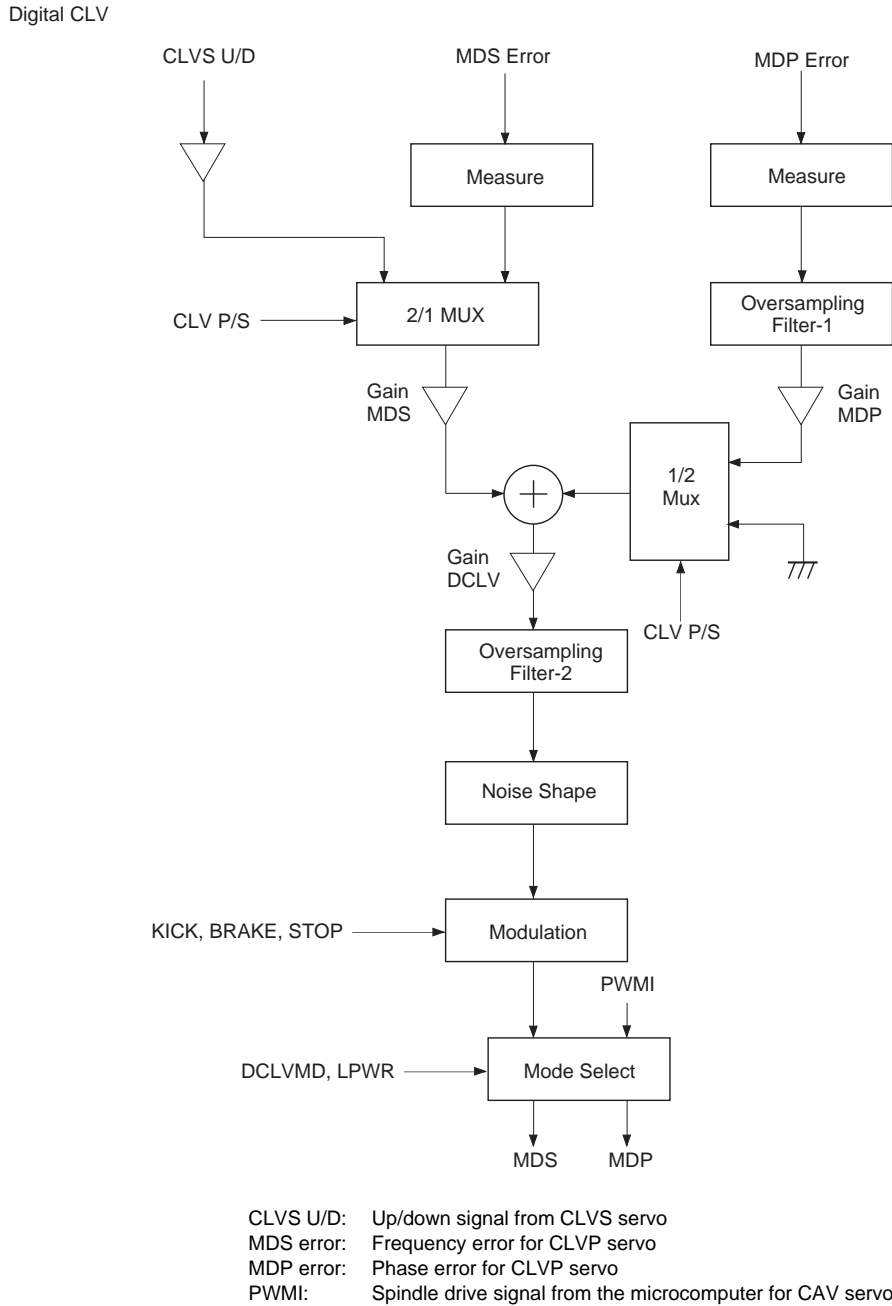 Digital CLV
CLVS U/D
MDS Error
MDP Error
Measure
Measure
2/1 MUX
Oversampling
Filter-1
CLV P/S
Gain
MDS
Gain
MDP
1/2
Mux
Gain
DCLV
CLV P/S
Oversampling
Filter-2
Noise Shape
KICK, BRAKE, STOP
Modulation
PWMI
DCLVMD, LPWR
Mode Select
MDS
MDP
CLVS U/D: Up/down signal from CLVS servo
MDS error: Frequency error for CLVP servo
MDP error: Phase error for CLVP servo
PWMI: Spindle drive signal from the microcomputer for CAV servo